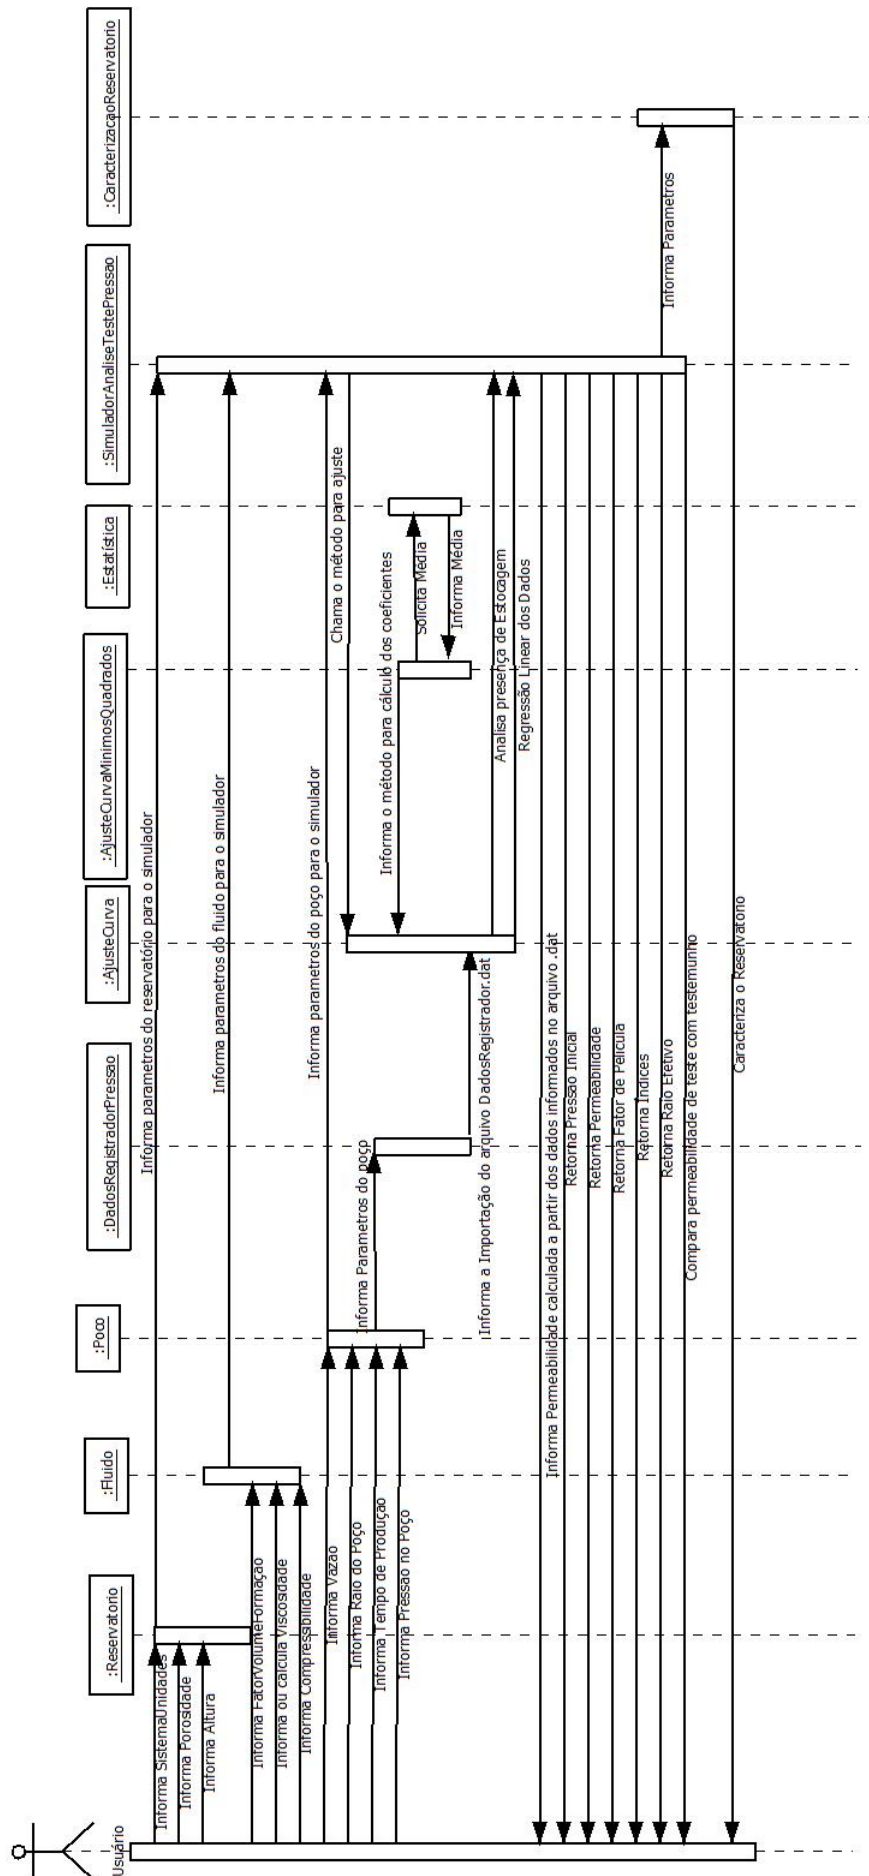 Usuário
:Reservatorio
:Fluido
:Poco
:DadosRegistradorPressao
:AjusteCurva
:AjusteCurvaMinimosQuadrados
:Estatística
:SimuladorAnaliseTestePressao
:CaracterizacaoReservatorio
Informa parametros do reservatório para o simulador
Informa SistemaUnidades
Informa Porosidade
Informa Altura
Informa parametros do fluido para o simulador
Informa FatorVolumeFormação
Informa ou calcula Viscosidade
Informa Compressibilidade
Informa parametros do poço para o simulador
Informa Vazão
Chama o método para ajuste
Informa Raio do Poço
Informa Parametros do poço
Informa Tempo de Produção
Informa o método para cálculo dos coeficientes
Informa Pressão no Poço
Solicita Média
Informa Média
Informa a Importação do arquivo DadosRegistrador.dat
Analisa presença de Estocagem
Regressão Linear dos Dados
Informa Permeabilidade calculada a partir dos dados informados no arquivo .dat
Retorna Pressão Inicial
Retorna Permeabilidade
Retorna Fator de Película
Retorna Índices
Retorna Raio Efetivo
Informa Parametros
Compara permeabilidade de teste com testemunho
Caracteriza o Reservatorio